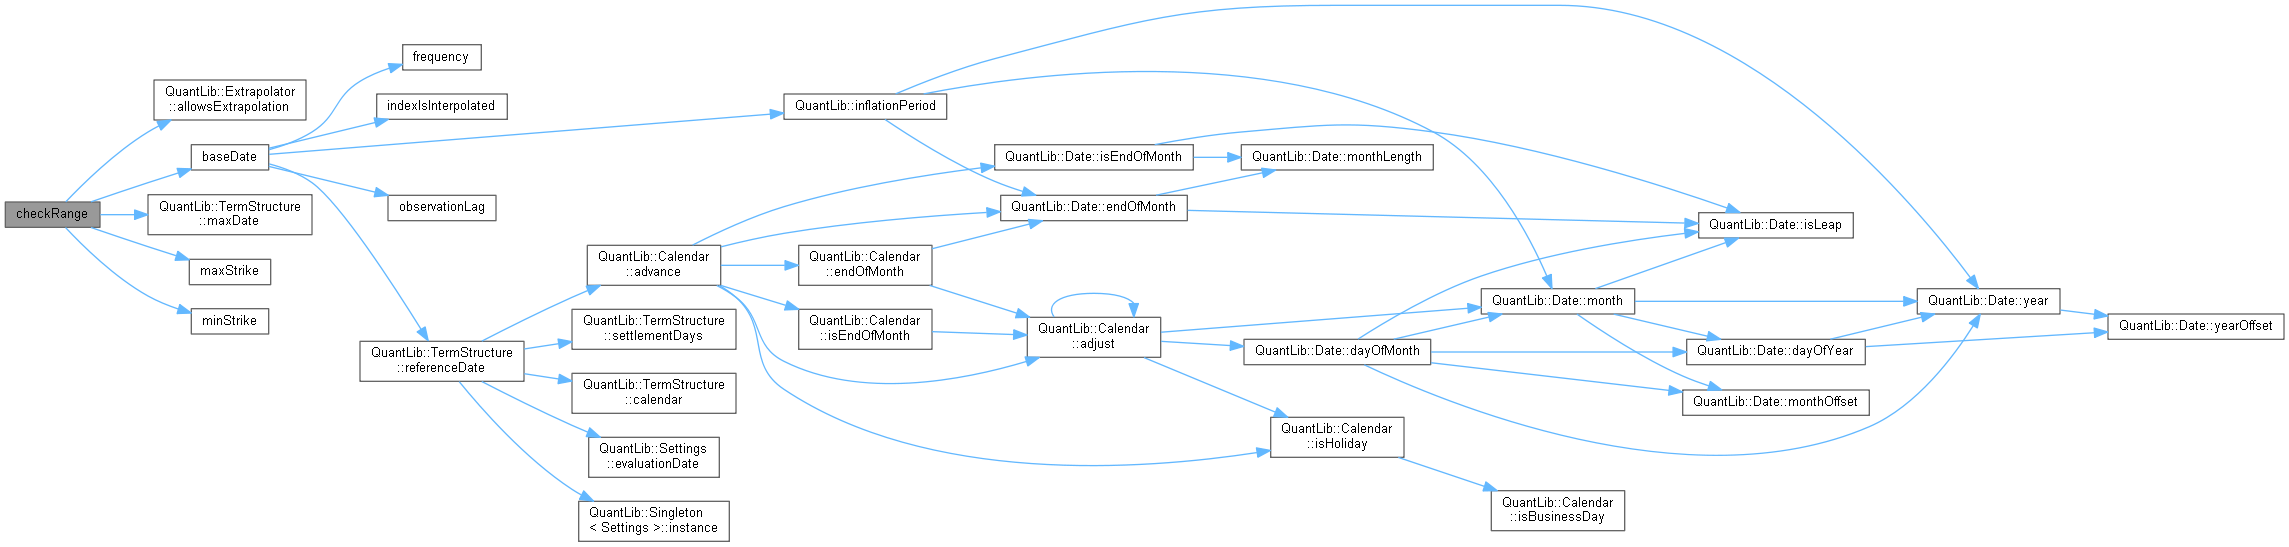 checkRange
QuantLib::Extrapolator
::allowsExtrapolation
baseDate
QuantLib::TermStructure
::maxDate
maxStrike
minStrike
frequency
indexIsInterpolated
observationLag
QuantLib::TermStructure
::referenceDate
QuantLib::inflationPeriod
QuantLib::Calendar
::advance
QuantLib::TermStructure
::settlementDays
QuantLib::TermStructure
::calendar
QuantLib::Settings
::evaluationDate
QuantLib::Singleton
< Settings >::instance
QuantLib::Date::isEndOfMonth
QuantLib::Date::endOfMonth
QuantLib::Calendar
::endOfMonth
QuantLib::Calendar
::isEndOfMonth
QuantLib::Calendar
::adjust
QuantLib::Date::monthLength
QuantLib::Date::dayOfMonth
QuantLib::Calendar
::isHoliday
QuantLib::Date::month
QuantLib::Calendar
::isBusinessDay
QuantLib::Date::isLeap
QuantLib::Date::dayOfYear
QuantLib::Date::monthOffset
QuantLib::Date::year
QuantLib::Date::yearOffset